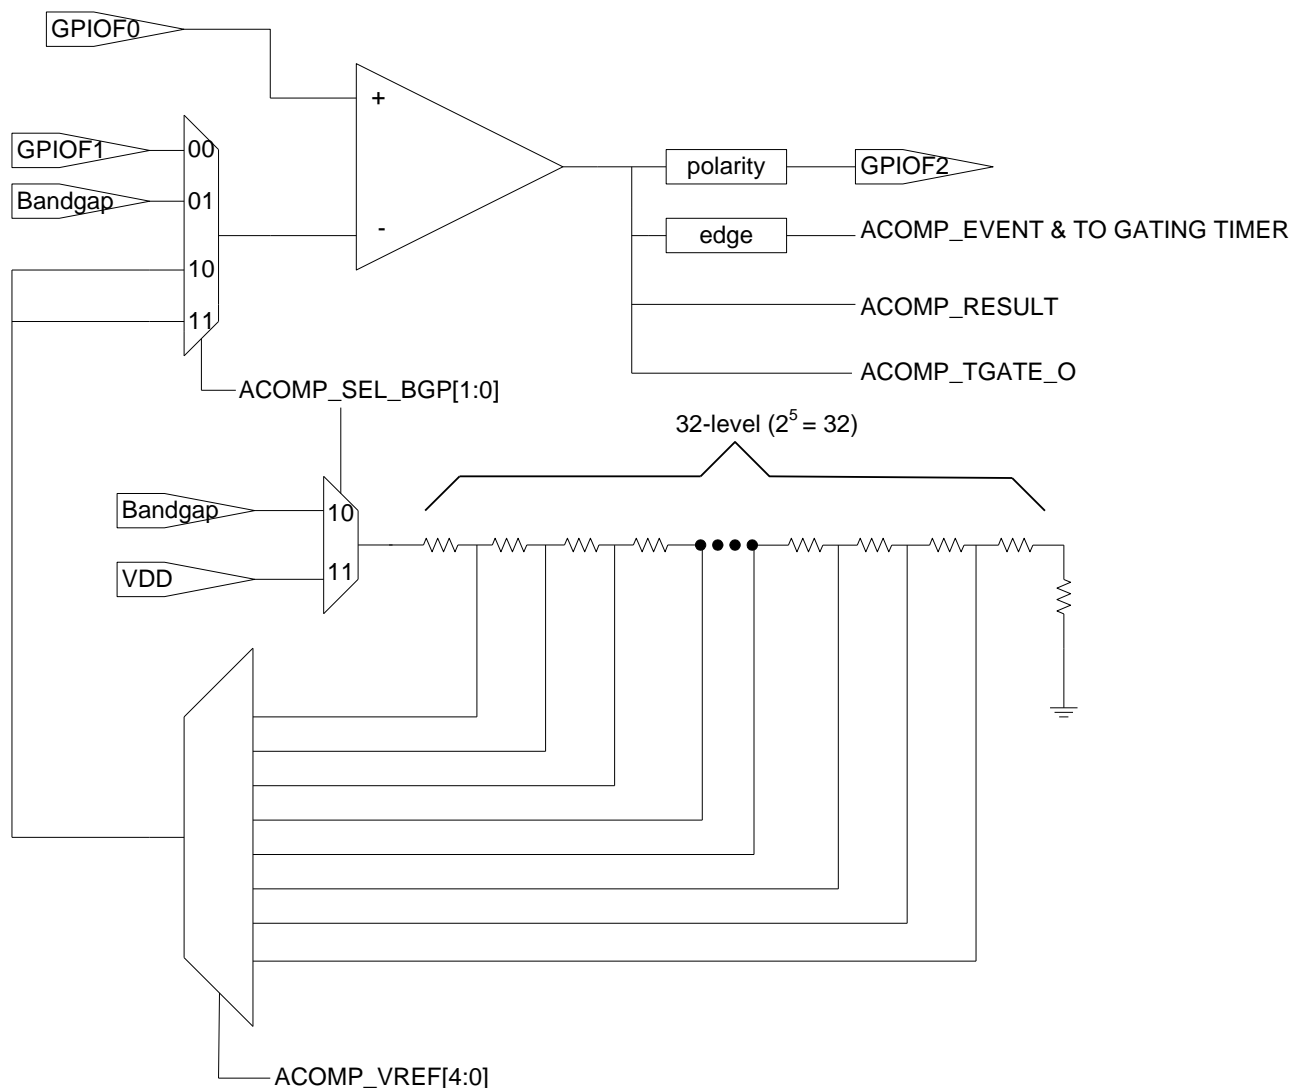 GPIOF0
+
GPIOF1
00
Bandgap
01
-
10
11
polarity
GPIOF2
edge
ACOMP_EVENT & TO GATING TIMER
ACOMP_RESULT
ACOMP_TGATE_O
ACOMP_SEL_BGP[1:0]
32-level (2⁵ = 32)
Bandgap
10
VDD
11
ACOMP_VREF[4:0]